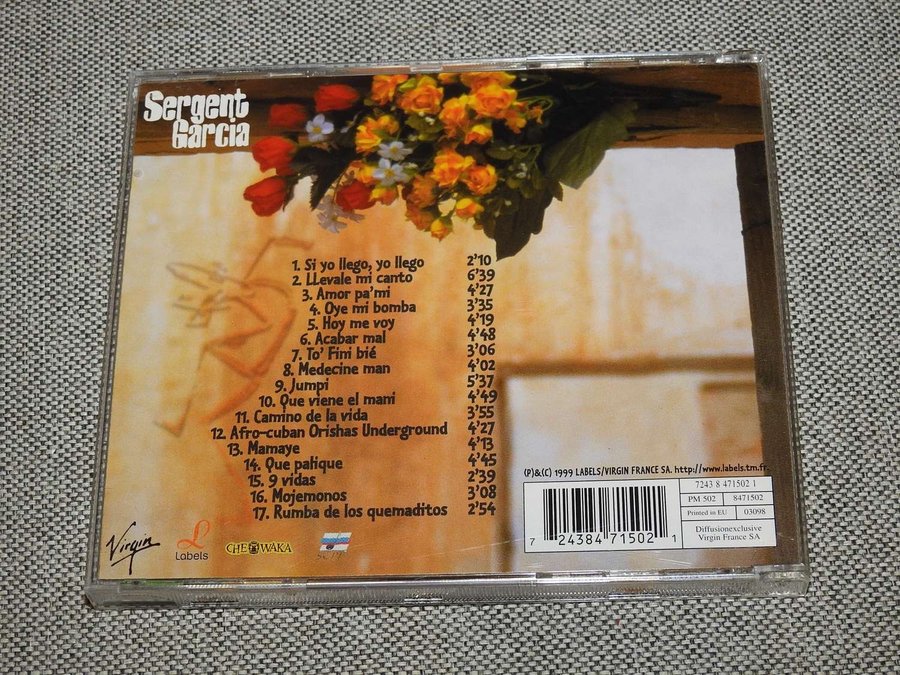 Sergent
Garcia
1. Si yo llego, yo llego 2'10
2. LLevale mi canto 6'39
3. Amor pa'mi 4'27
4. Oye mi bomba 3'35
5. Hoy me voy 4'19
6. Acabar mal 4'48
7. To' Fini bié 3'06
8. Medecine man 4'02
9. Jumpi 5'37
10. Que viene el mani 4'49
11. Camino de la vida 3'55
12. Afro-cuban Orishas Underground 4'27
13. Mamaye 4'13
14. Que palique 4'45
15. 9 vidas 2'39
16. Mojemonos 3'08
17. Rumba de los quemaditos 2'54
(P)&(C) 1999 LABELS/VIRGIN FRANCE SA. http://www.labels.tm.fr.
7243 8 471502 1
PM 502 8471502
Printed in EU 03098
Diffusionexclusive
Virgin France SA
7 24384 71502 1
Virgin
L
Labels
CHEWAKA